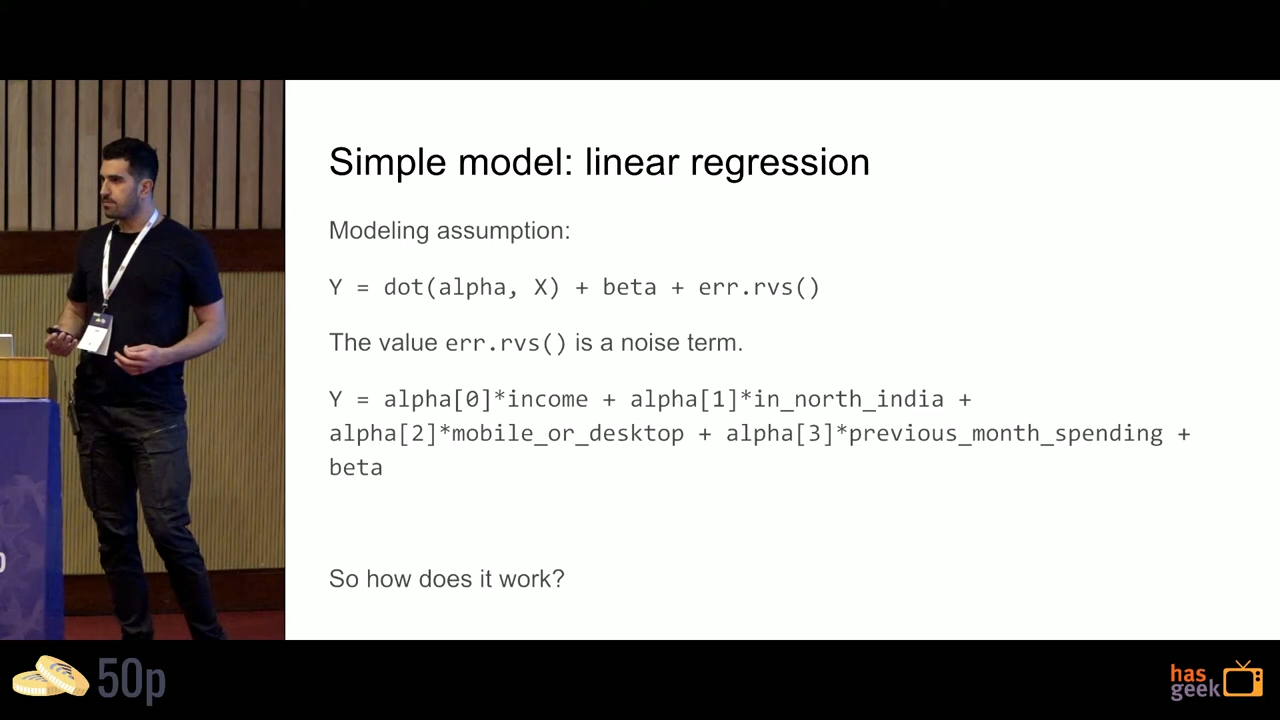 Simple model: linear regression
Modeling assumption:
Y = dot(alpha, X) + beta + err.rvs()
The value err.rvs() is a noise term.
Y = alpha[0]*income + alpha[1]*in_north_india +
alpha[2]*mobile_or_desktop + alpha[3]*previous_month_spending +
beta
So how does it work?
50p
has
geek